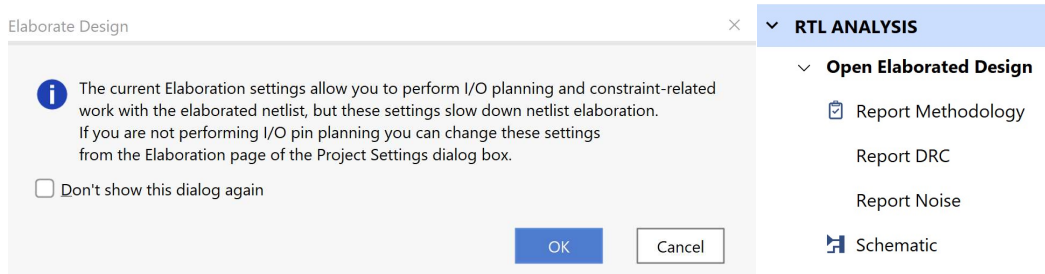 Elaborate Design
The current Elaboration settings allow you to perform I/O planning and constraint-related
work with the elaborated netlist, but these settings slow down netlist elaboration.
If you are not performing I/O pin planning you can change these settings
from the Elaboration page of the Project Settings dialog box.
Don't show this dialog again
OK
Cancel
RTL ANALYSIS
Open Elaborated Design
Report Methodology
Report DRC
Report Noise
Schematic